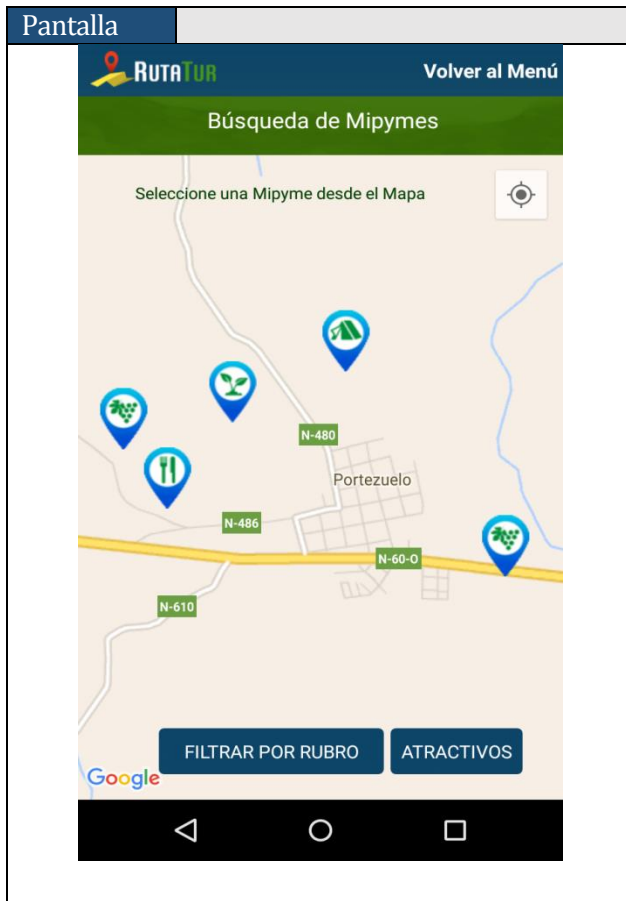 Pantalla
RUTATUR
Volver al Menú
Búsqueda de Mipymes
Seleccione una Mipyme desde el Mapa
N-480
Portezuelo
N-486
N-60-O
N-610
FILTRAR POR RUBRO
ATRACTIVOS
Google